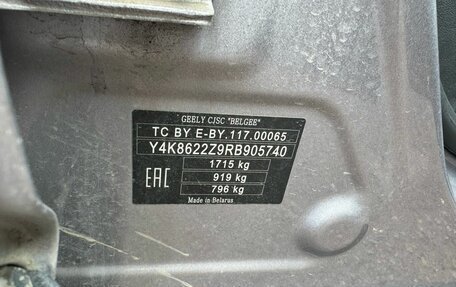 GEELY CJSC "BELGEE"
TC BY E-BY.117.00065
Y4K8622Z9RB905740
1715 kg
EAC 919 kg
796 kg
Made in Belarus